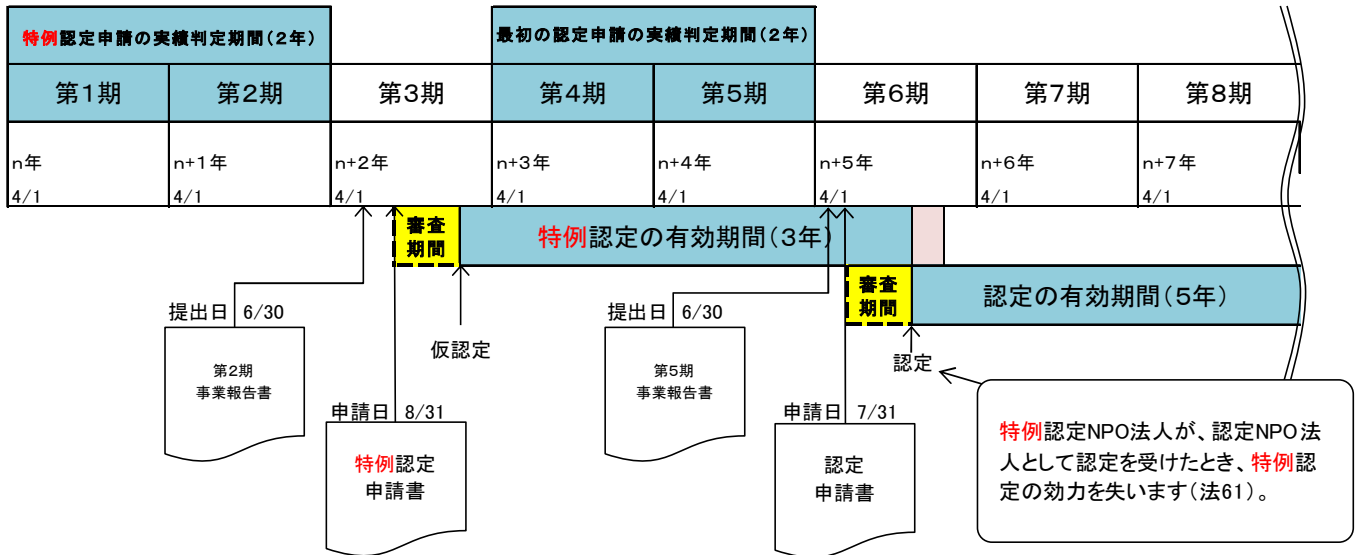 特例認定申請の実績判定期間(2年)
最初の認定申請の実績判定期間(2年)
第1期
第2期
第3期
第4期
第5期
第6期
第7期
第8期
n年
n+1年
n+2年
n+3年
n+4年
n+5年
n+6年
n+7年
4/1
4/1
4/1
4/1
4/1
4/1
4/1
4/1
審査
期間
特例認定の有効期間(3年)
審査
期間
認定の有効期間(5年)
提出日 6/30
提出日 6/30
仮認定
認定
第2期
事業報告書
第5期
事業報告書
申請日 8/31
申請日 7/31
特例認定
申請書
認定
申請書
特例認定NPO法人が、認定NPO法
人として認定を受けたとき、特例認
定の効力を失います(法61)。